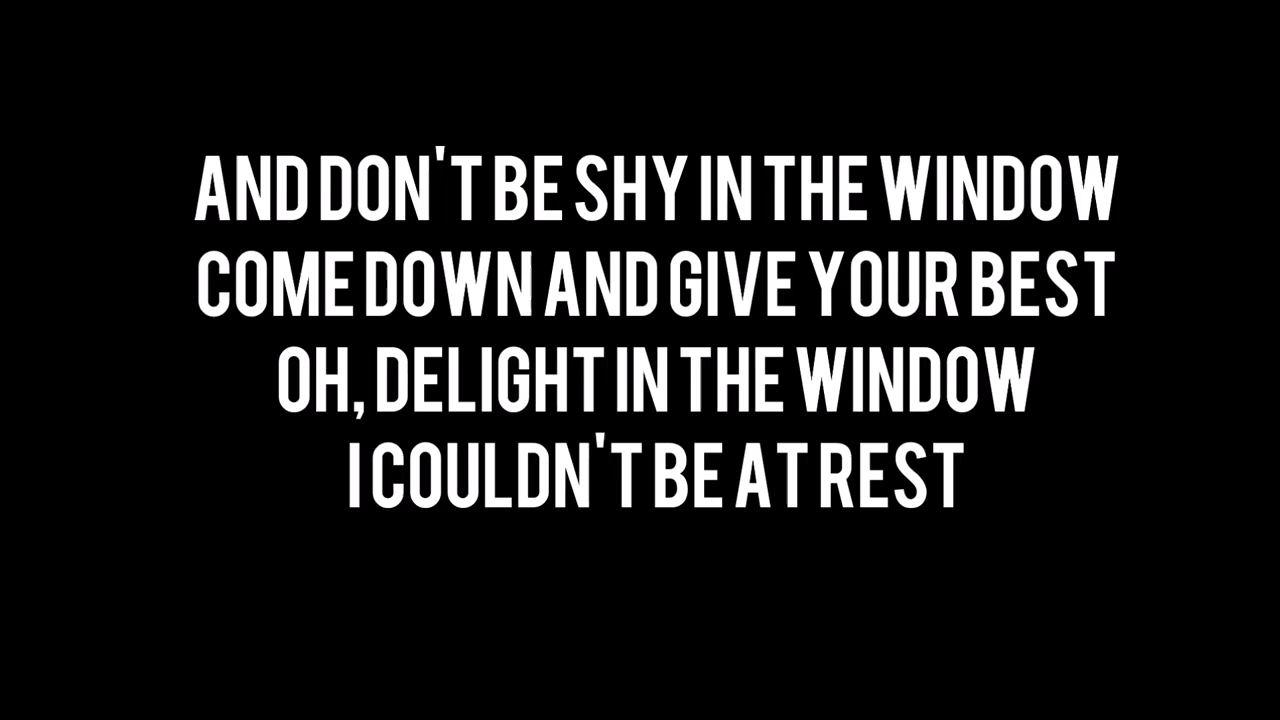 AND DON'T BE SHY IN THE WINDOW
COME DOWN AND GIVE YOUR BEST
OH, DELIGHT IN THE WINDOW
I COULDN'T BE AT REST